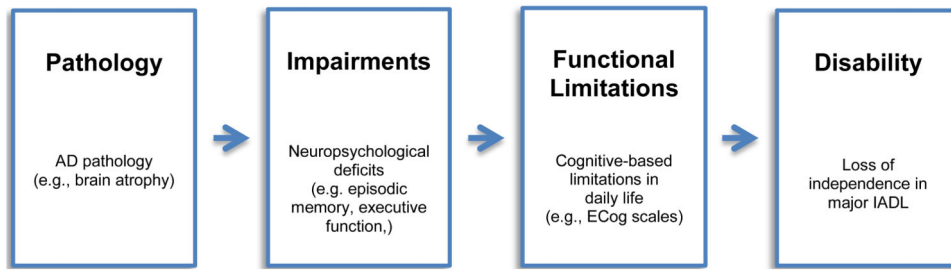 Pathology
AD pathology
(e.g., brain atrophy)
Impairments
Neuropsychological
deficits
(e.g. episodic
memory, executive
function,)
Functional
Limitations
Cognitive-based
limitations in
daily life
(e.g., ECog scales)
Disability
Loss of
independence in
major IADL